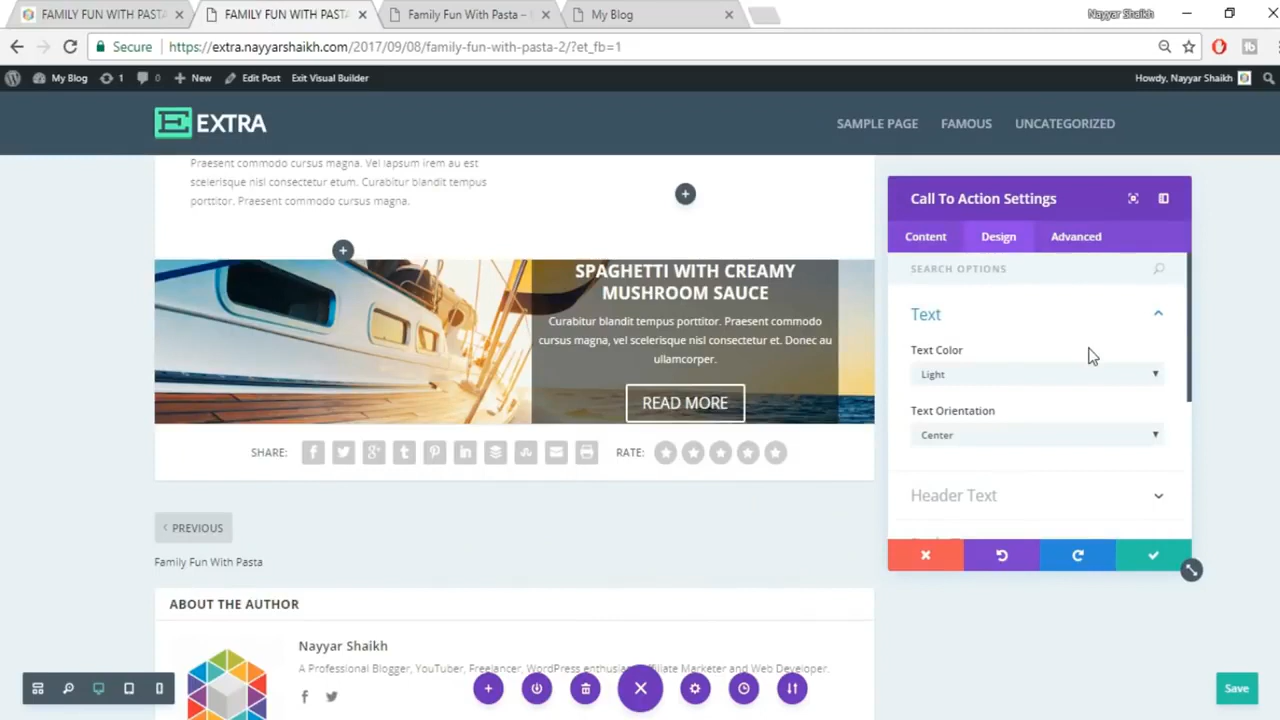 FAMILY FUN WITH PASTA
FAMILY FUN WITH PASTA
Family Fun With Pasta –
My Blog
Nayyar Shaikh
Secure
https://extra.nayyarshaikh.com/2017/09/08/family-fun-with-pasta-2/?et_fb=1
My Blog
1
0
New
Edit Post
Exit Visual Builder
Howdy, Nayyar Shaikh
EXTRA
SAMPLE PAGE
FAMOUS
UNCATEGORIZED
Praesent commodo cursus magna. Vel lapsum irem au est
scelerisque nisl consectetur etum. Curabitur blandit tempus
porttitor. Praesent commodo cursus magna.
SPAGHETTI WITH CREAMY
MUSHROOM SAUCE
Curabitur blandit tempus porttitor. Praesent commodo
cursus magna, vel scelerisque nisl consectetur et. Donec au
ullamcorper.
READ MORE
SHARE:
RATE:
‹ PREVIOUS
Family Fun With Pasta
ABOUT THE AUTHOR
Nayyar Shaikh
A Professional Blogger, YouTuber, Freelancer, WordPress enthusiast, Affiliate Marketer and Web Developer.
Call To Action Settings
Content
Design
Advanced
SEARCH OPTIONS
Text
Text Color
Light
Text Orientation
Center
Header Text
Save